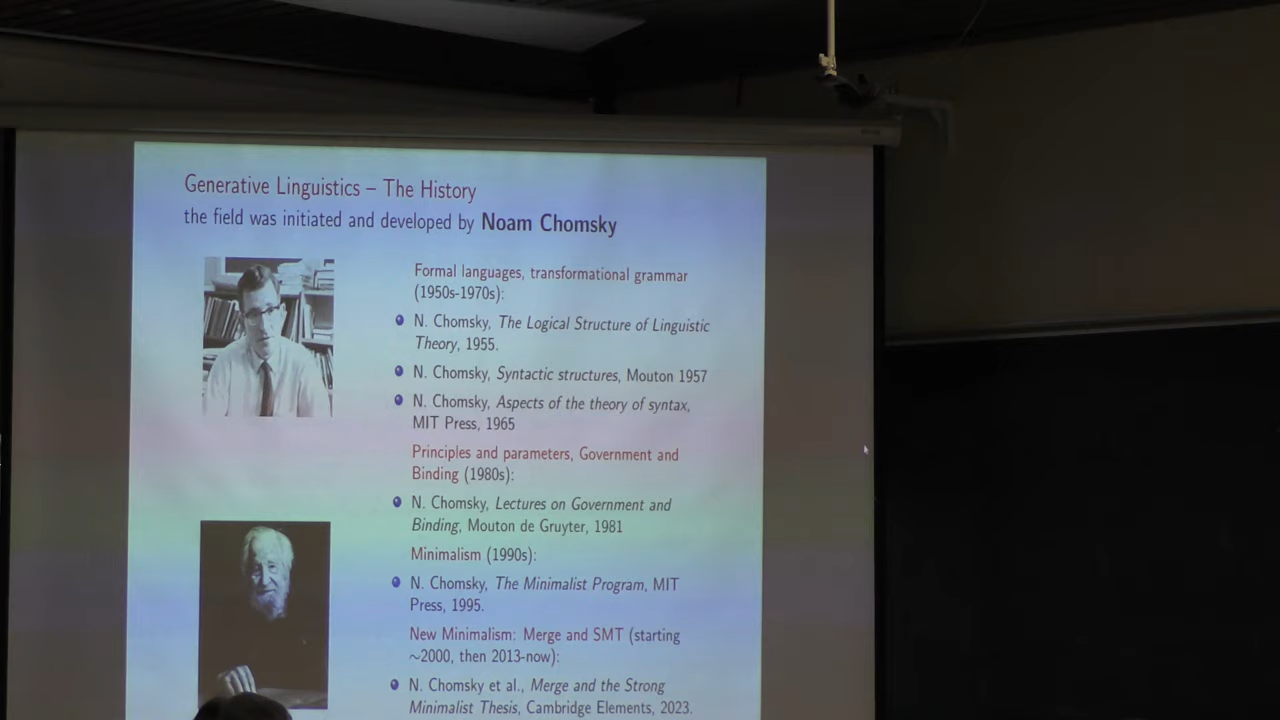 Generative Linguistics – The History
the field was initiated and developed by Noam Chomsky
Formal languages, transformational grammar
(1950s-1970s):
N. Chomsky, The Logical Structure of Linguistic
Theory, 1955.
N. Chomsky, Syntactic structures, Mouton 1957
N. Chomsky, Aspects of the theory of syntax,
MIT Press, 1965
Principles and parameters, Government and
Binding (1980s):
N. Chomsky, Lectures on Government and
Binding, Mouton de Gruyter, 1981
Minimalism (1990s):
N. Chomsky, The Minimalist Program, MIT
Press, 1995.
New Minimalism: Merge and SMT (starting
~2000, then 2013-now):
N. Chomsky et al., Merge and the Strong
Minimalist Thesis, Cambridge Elements, 2023.